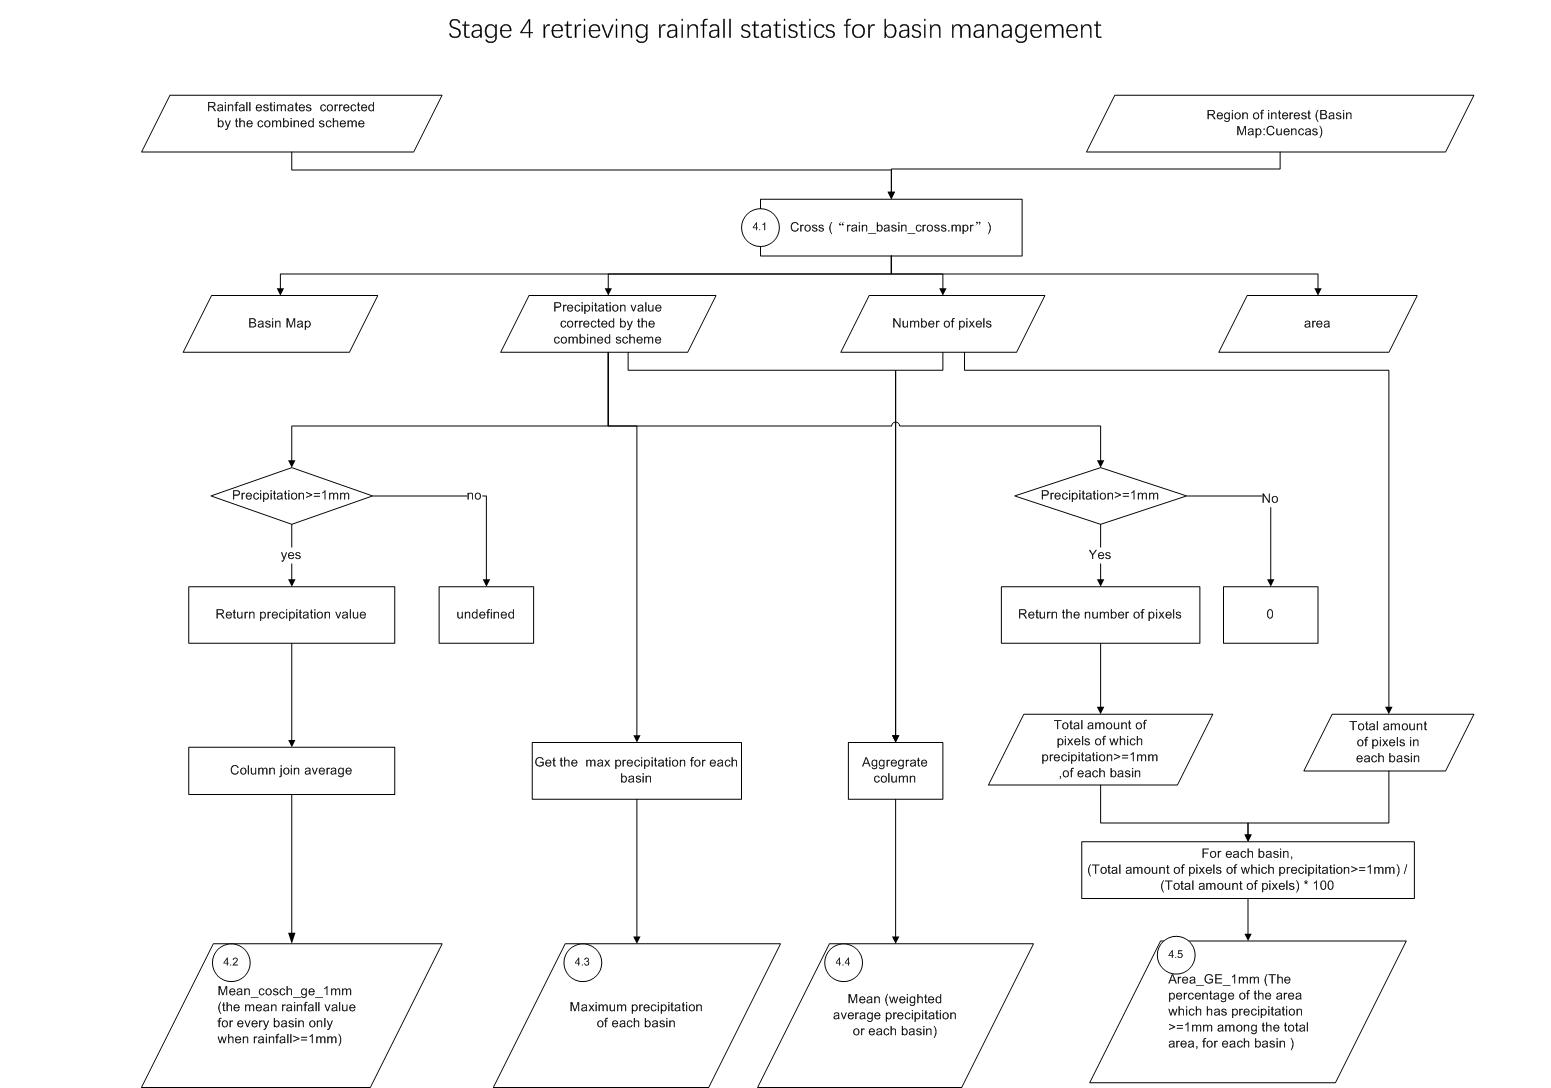 Stage 4 retrieving rainfall statistics for basin management
Rainfall estimates corrected
by the combined scheme
Region of interest (Basin
Map:Cuencas)
4.1
Cross ( “rain_basin_cross.mpr” )
Basin Map
Precipitation value
corrected by the
combined scheme
Number of pixels
area
Precipitation>=1mm
no
Precipitation>=1mm
No
yes
Yes
Return precipitation value
undefined
Return the number of pixels
0
Column join average
Get the max precipitation for each
basin
Aggregrate
column
Total amount of
pixels of which
precipitation>=1mm
,of each basin
Total amount
of pixels in
each basin
For each basin,
(Total amount of pixels of which precipitation>=1mm) /
(Total amount of pixels) * 100
4.2
Mean_cosch_ge_1mm
(the mean rainfall value
for every basin only
when rainfall>=1mm)
4.3
Maximum precipitation
of each basin
4.4
Mean (weighted
average precipitation
or each basin)
4.5
Area_GE_1mm (The
percentage of the area
which has precipitation
>=1mm among the total
area, for each basin )